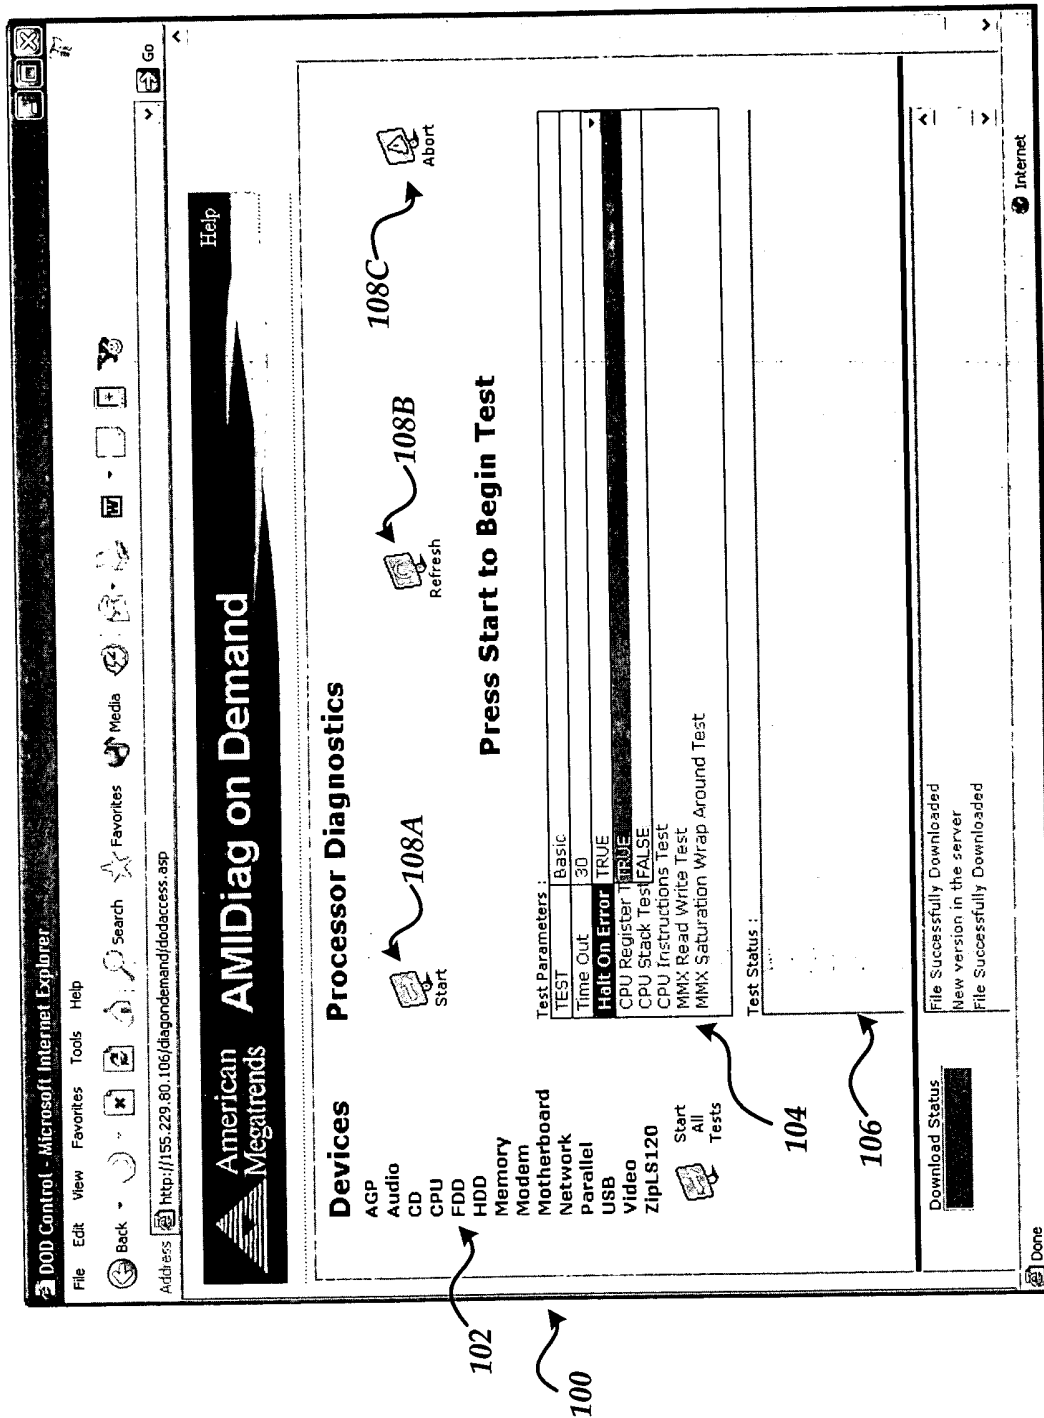 DOD Control - Microsoft Internet Explorer
File Edit View Favorites Tools Help
Back Search Favorites Media
Address http://155.229.80.106/diagondemand/dodaccess.asp Go
American
Megatrends
AMIDiag on Demand
Help
Devices
AGP
Audio
CD
CPU
FDD
HDD
Memory
Modem
Motherboard
Network
Parallel
USB
Video
ZipLS120
Start
All
Tests
Processor Diagnostics
Start
108A
Refresh
108B
Abort
108C
Press Start to Begin Test
Test Parameters :
TEST Basic
Time Out 30
Halt On Error TRUE
CPU Register T TRUE
CPU Stack Test FALSE
CPU Instructions Test
MMX Read Write Test
MMX Saturation Wrap Around Test
Test Status :
102
100
104
106
Download Status
File Successfully Downloaded
New version in the server
File Successfully Downloaded
Done Internet